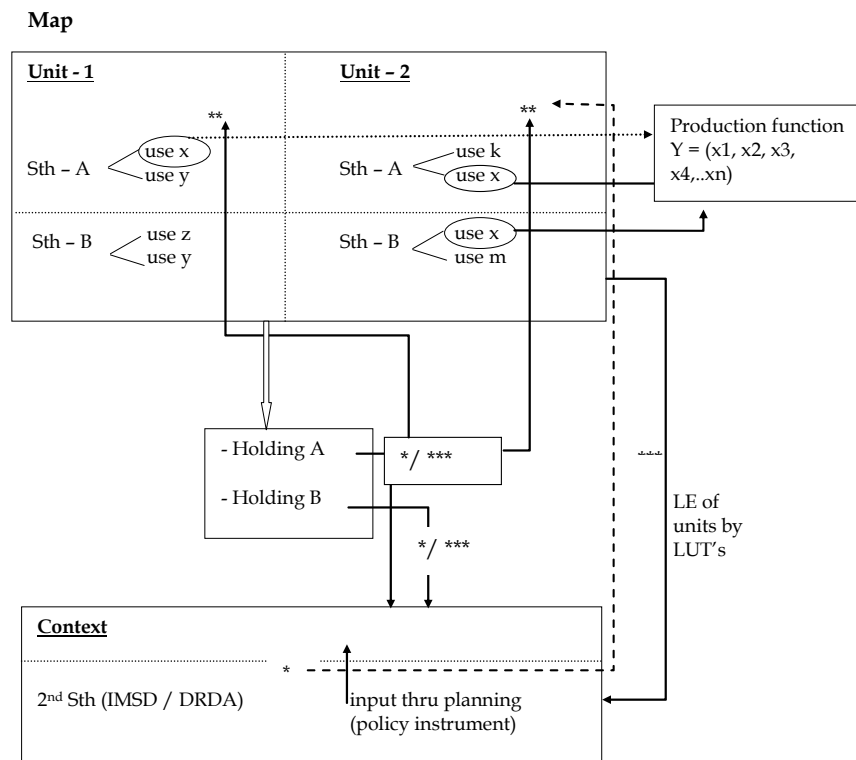 Map
Unit - 1
Unit – 2
**
**
Production function
Y = (x1, x2, x3,
x4,..xn)
Sth – A
use x
use y
Sth – A
use k
use x
Sth – B
use z
use y
Sth – B
use x
use m
- Holding A
*/ ***
- Holding B
*/ ***
***
LE of
units by
LUT's
Context
*
2nd Sth (IMSD / DRDA)
input thru planning
(policy instrument)